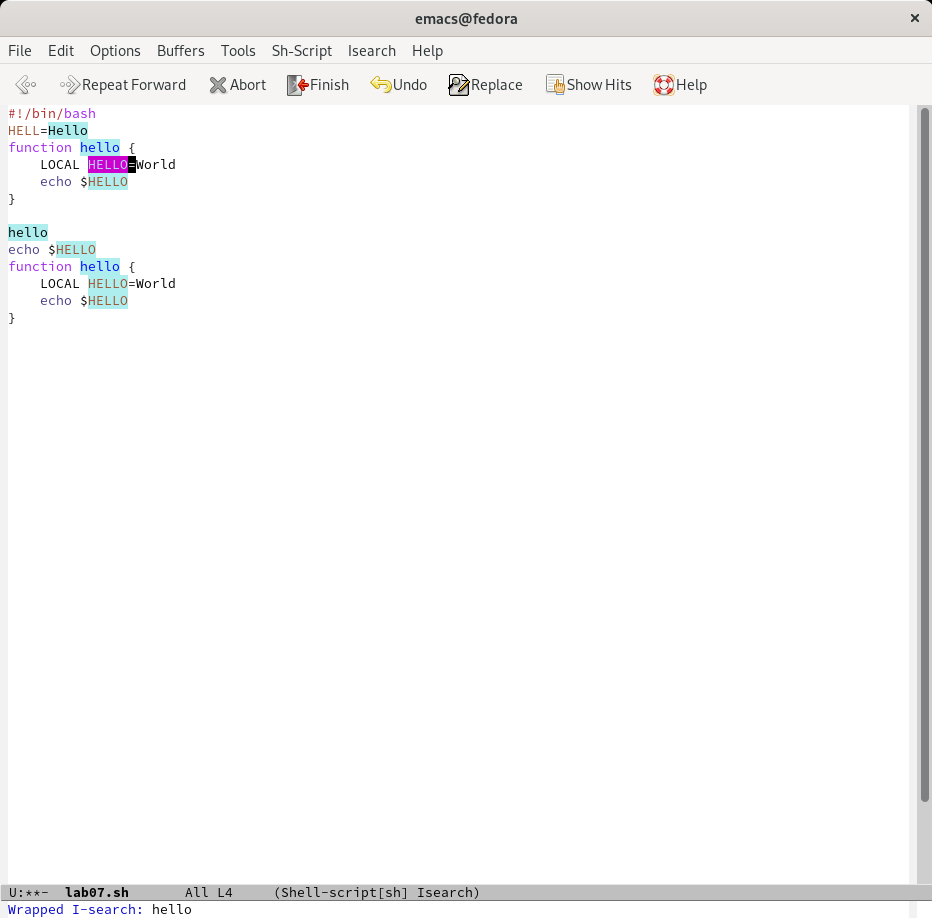 emacs@fedora ×
File Edit Options Buffers Tools Sh-Script Isearch Help
Repeat Forward Abort Finish Undo Replace Show Hits Help
#!/bin/bash
HELL=Hello
function hello {
    LOCAL HELLO=World
    echo $HELLO
}
hello
echo $HELLO
function hello {
    LOCAL HELLO=World
    echo $HELLO
}
U:**-  lab07.sh       All L4     (Shell-script[sh] Isearch)
Wrapped I-search: hello